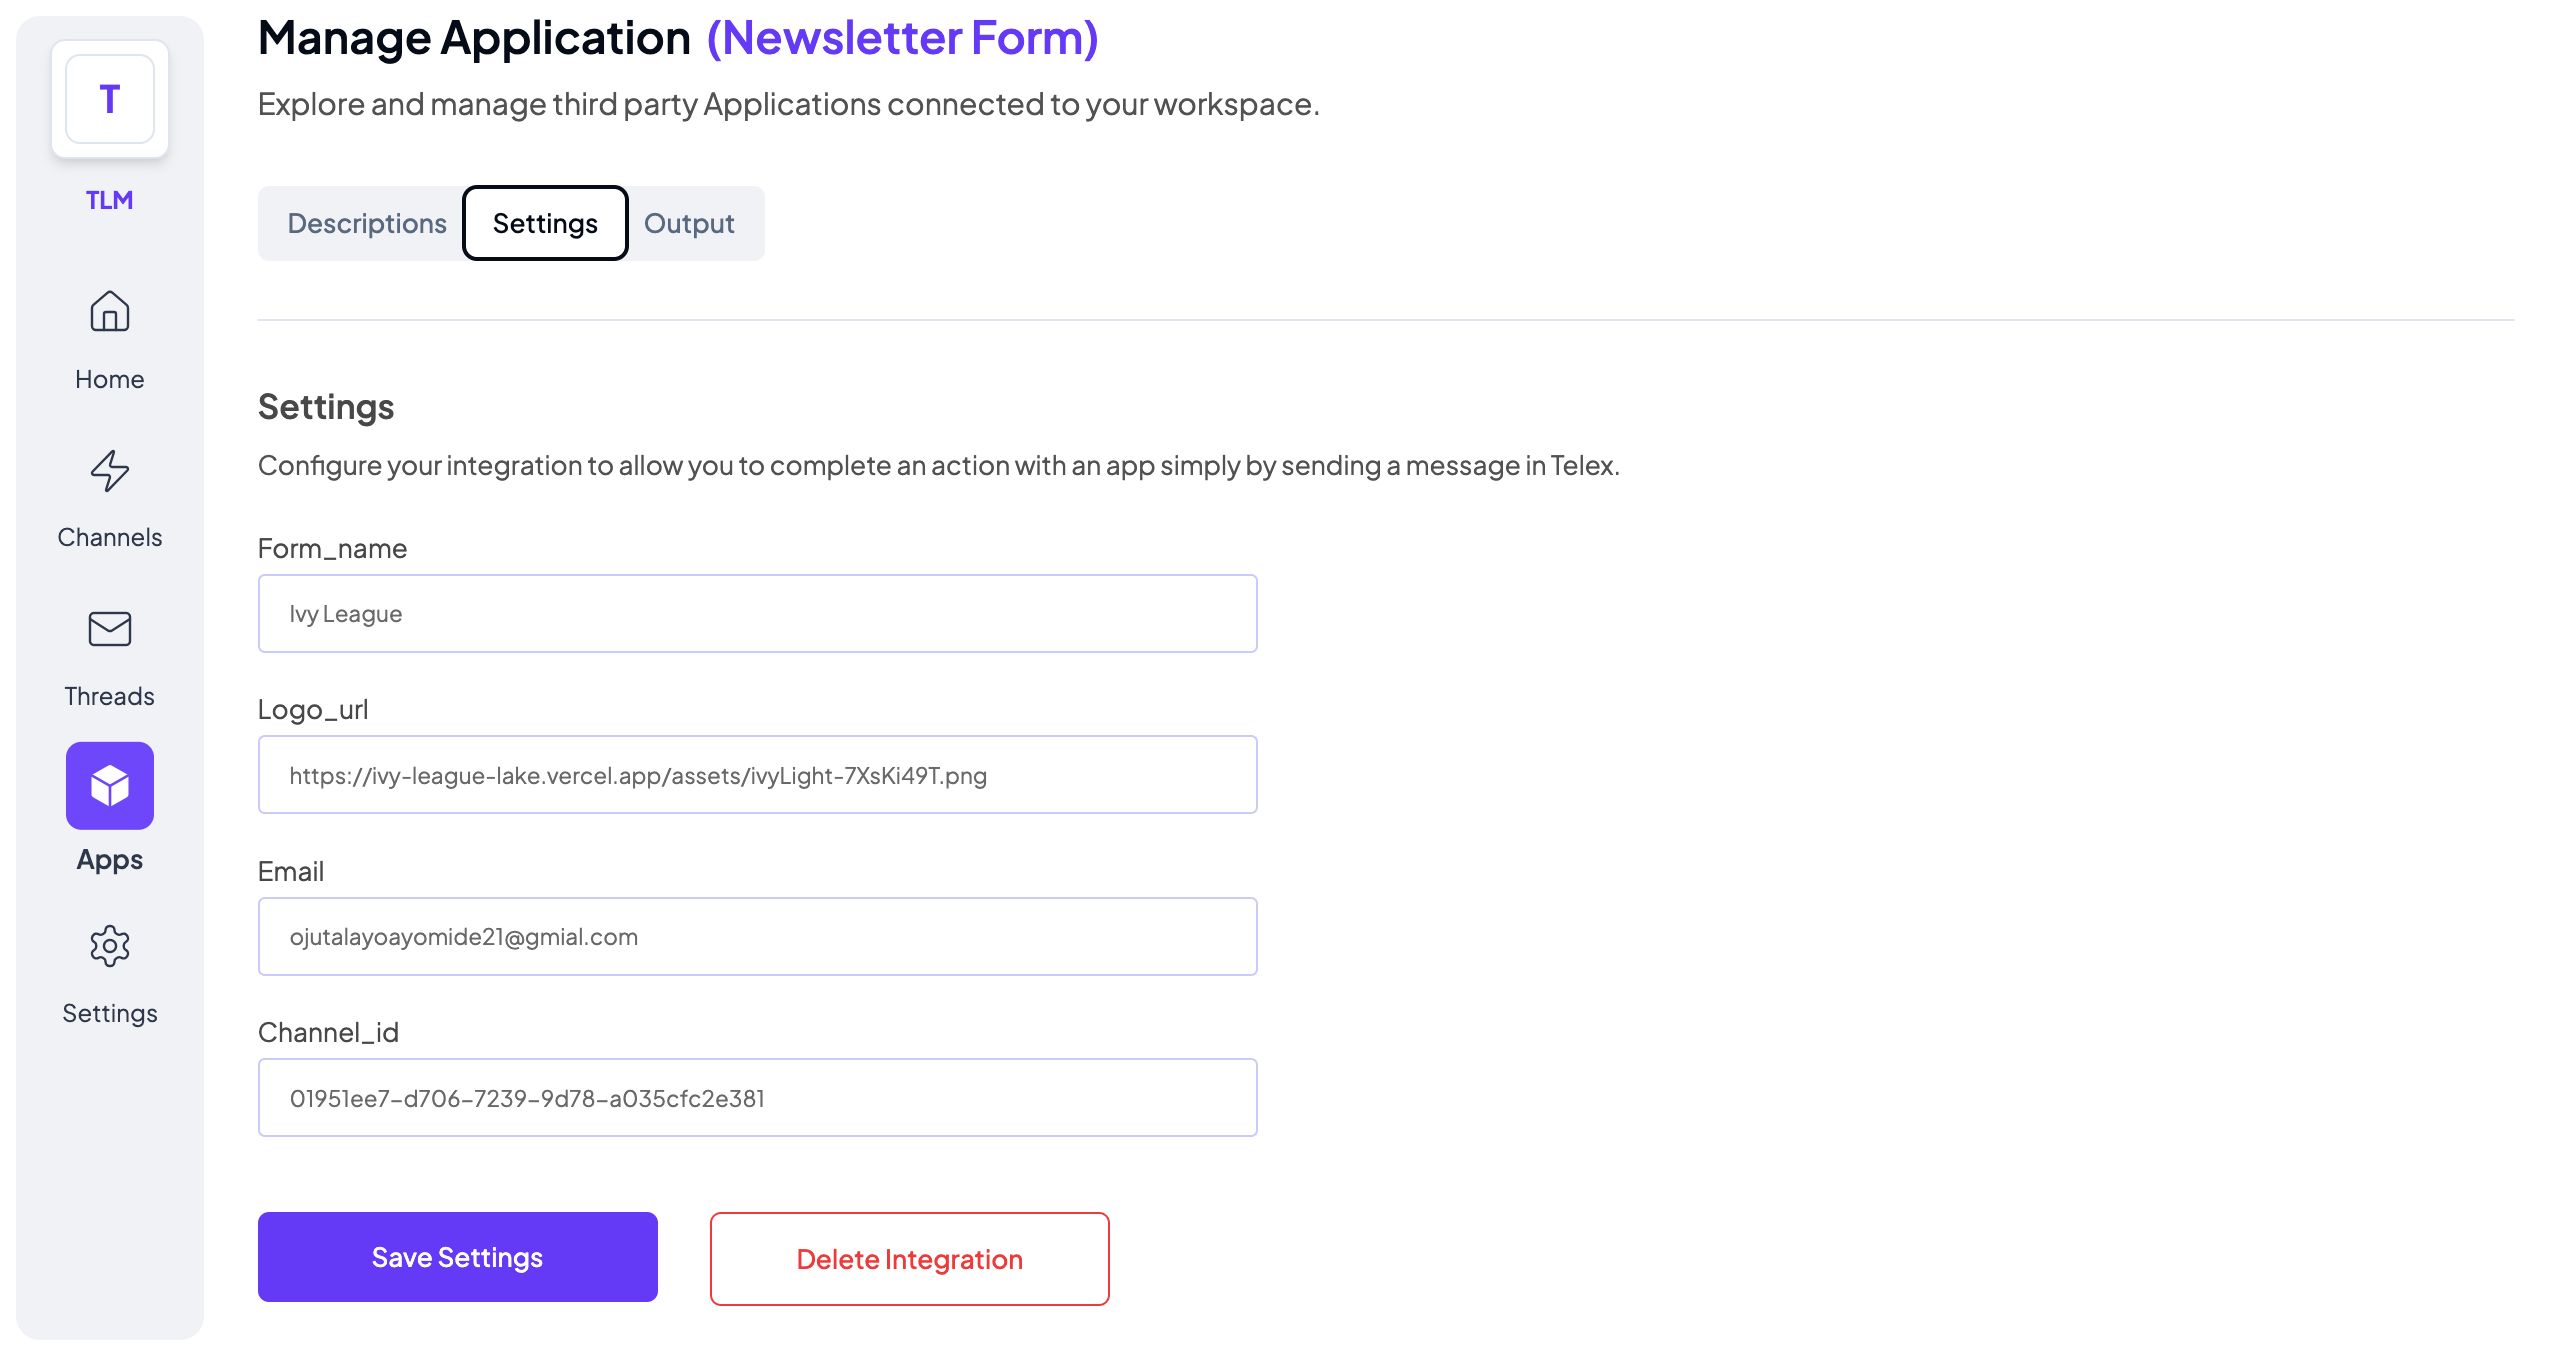 T
TLM
Home
Channels
Threads
Apps
Settings
Manage Application (Newsletter Form)
Explore and manage third party Applications connected to your workspace.
Descriptions
Settings
Output
Settings
Configure your integration to allow you to complete an action with an app simply by sending a message in Telex.
Form_name
Ivy League
Logo_url
https://ivy-league-lake.vercel.app/assets/ivyLight-7XsKi49T.png
Email
ojutalayoayomide21@gmial.com
Channel_id
01951ee7-d706-7239-9d78-a035cfc2e381
Save Settings
Delete Integration